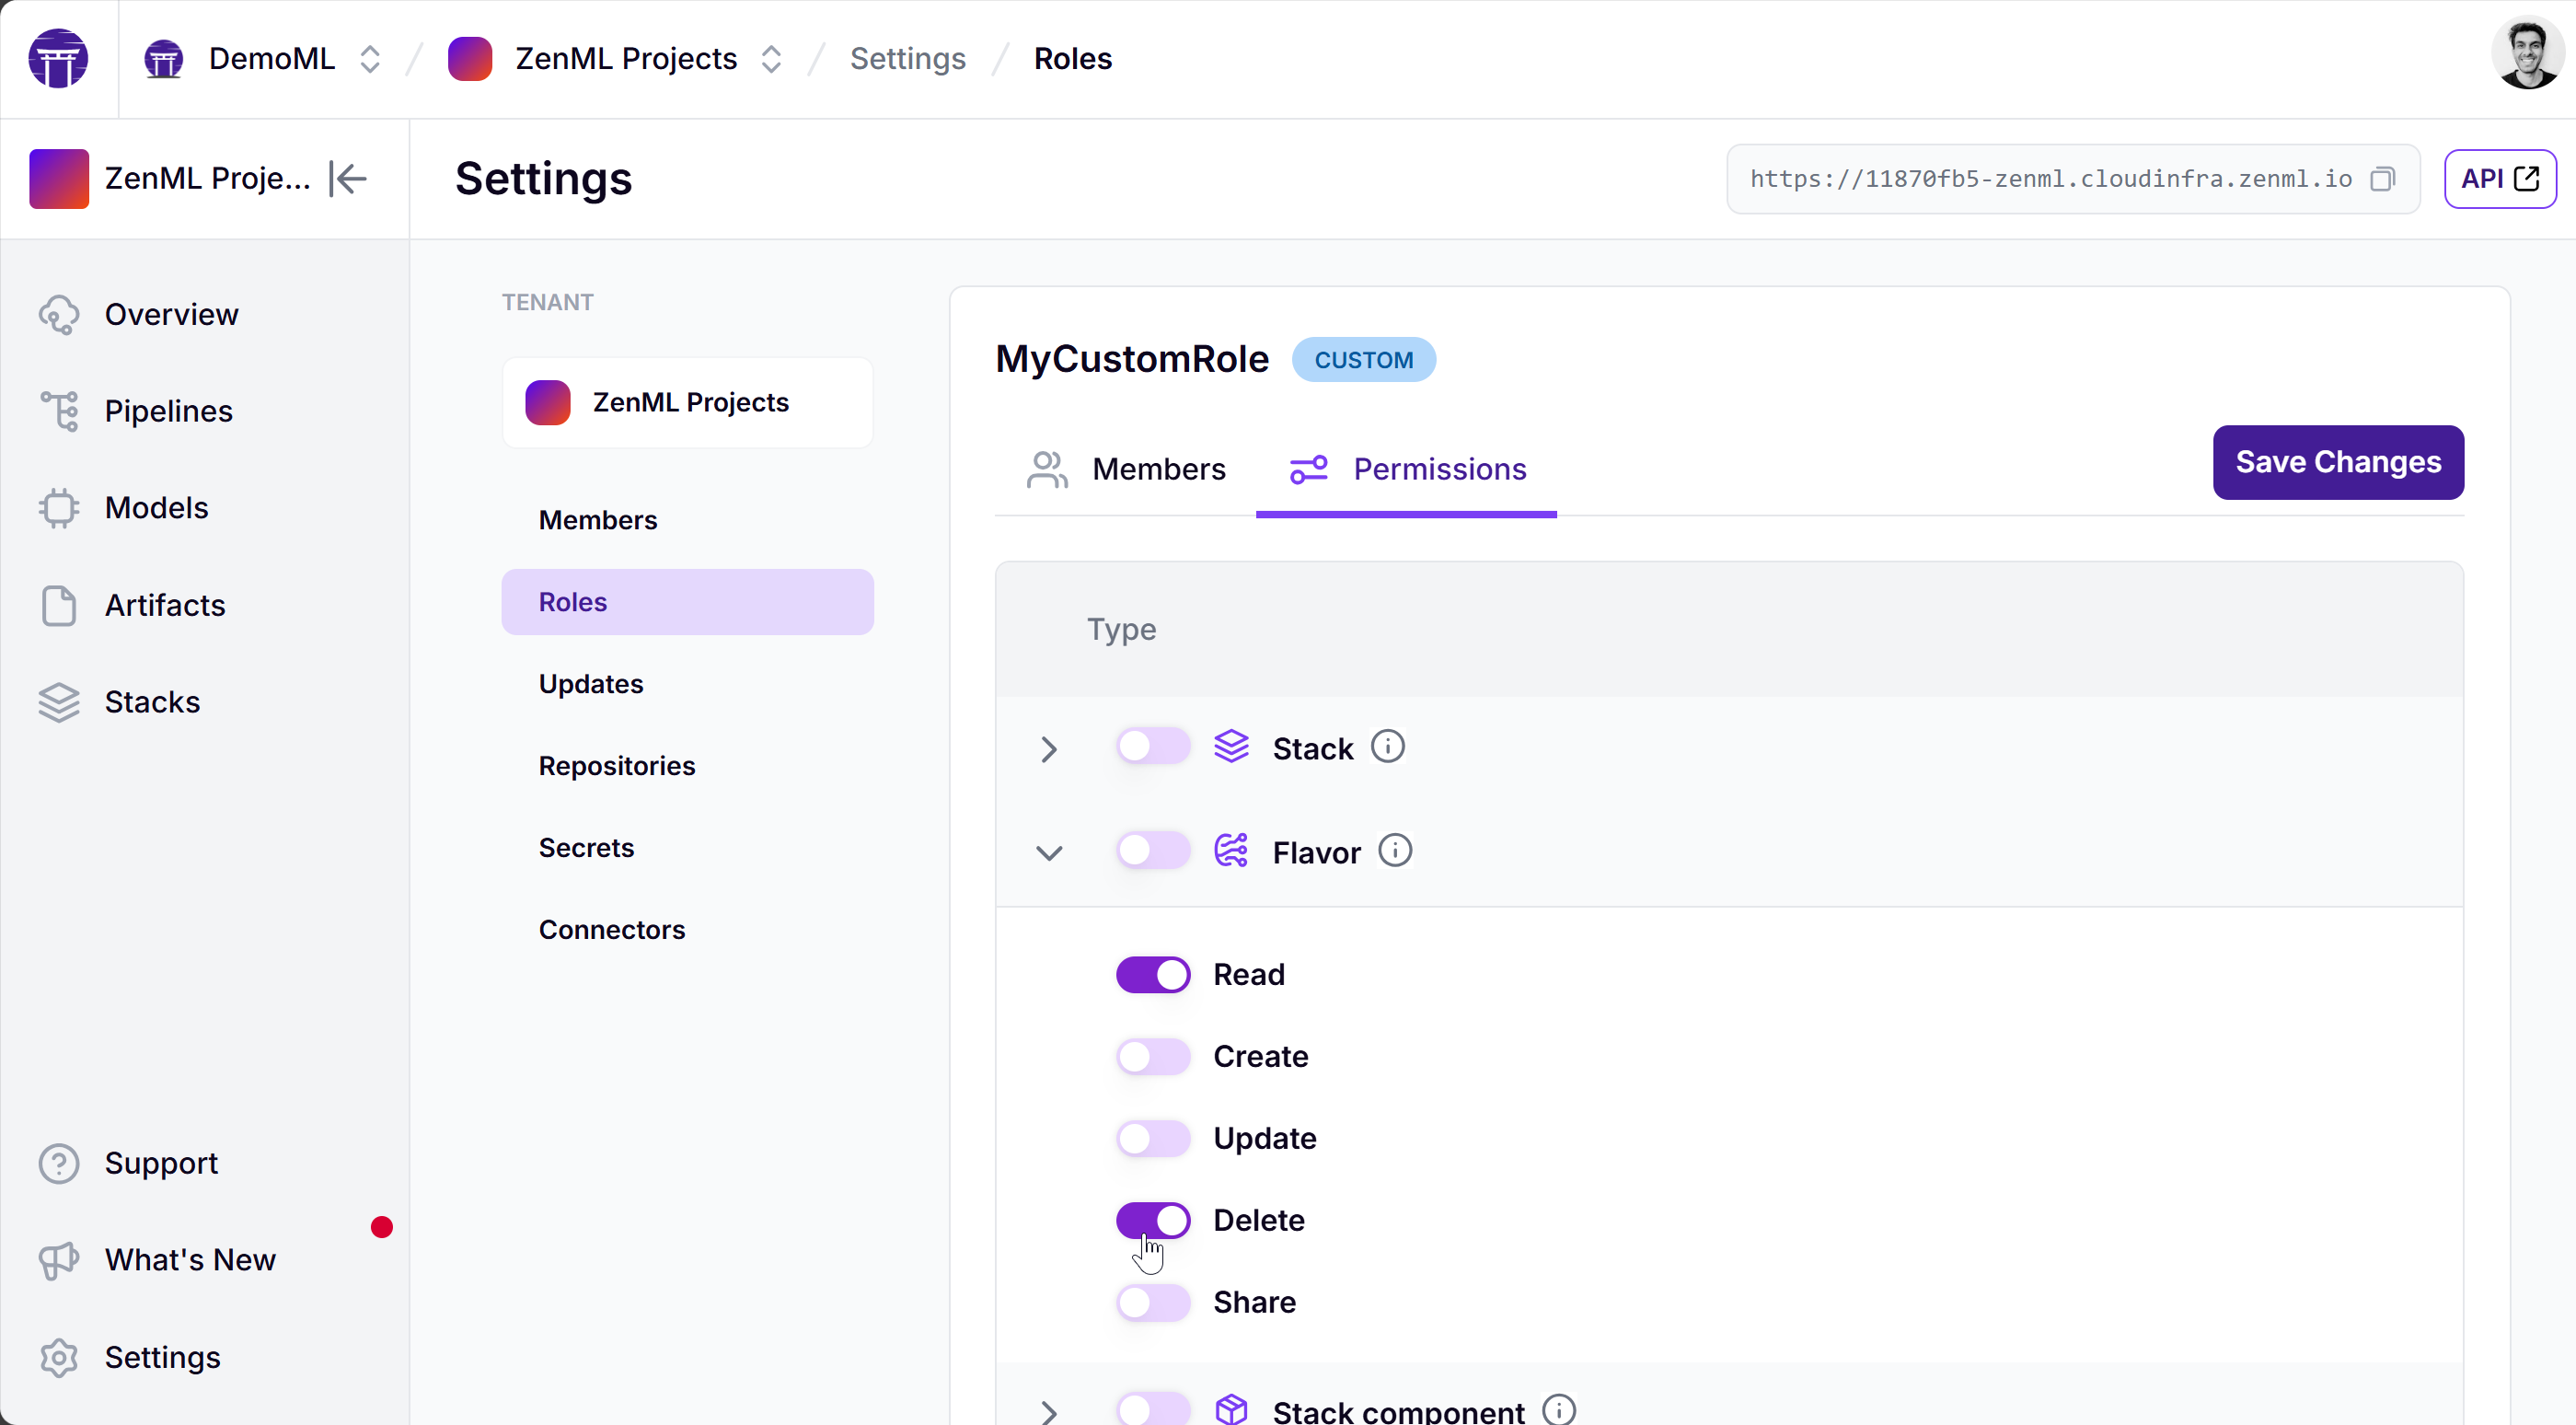 DemoML / ZenML Projects / Settings / Roles
ZenML Proje...
Settings
https://11870fb5-zenml.cloudinfra.zenml.io
API
Overview
Pipelines
Models
Artifacts
Stacks
Support
What's New
Settings
TENANT
ZenML Projects
Members
Roles
Updates
Repositories
Secrets
Connectors
MyCustomRole CUSTOM
Members
Permissions
Save Changes
Type
Stack
Flavor
Read
Create
Update
Delete
Share
Stack component